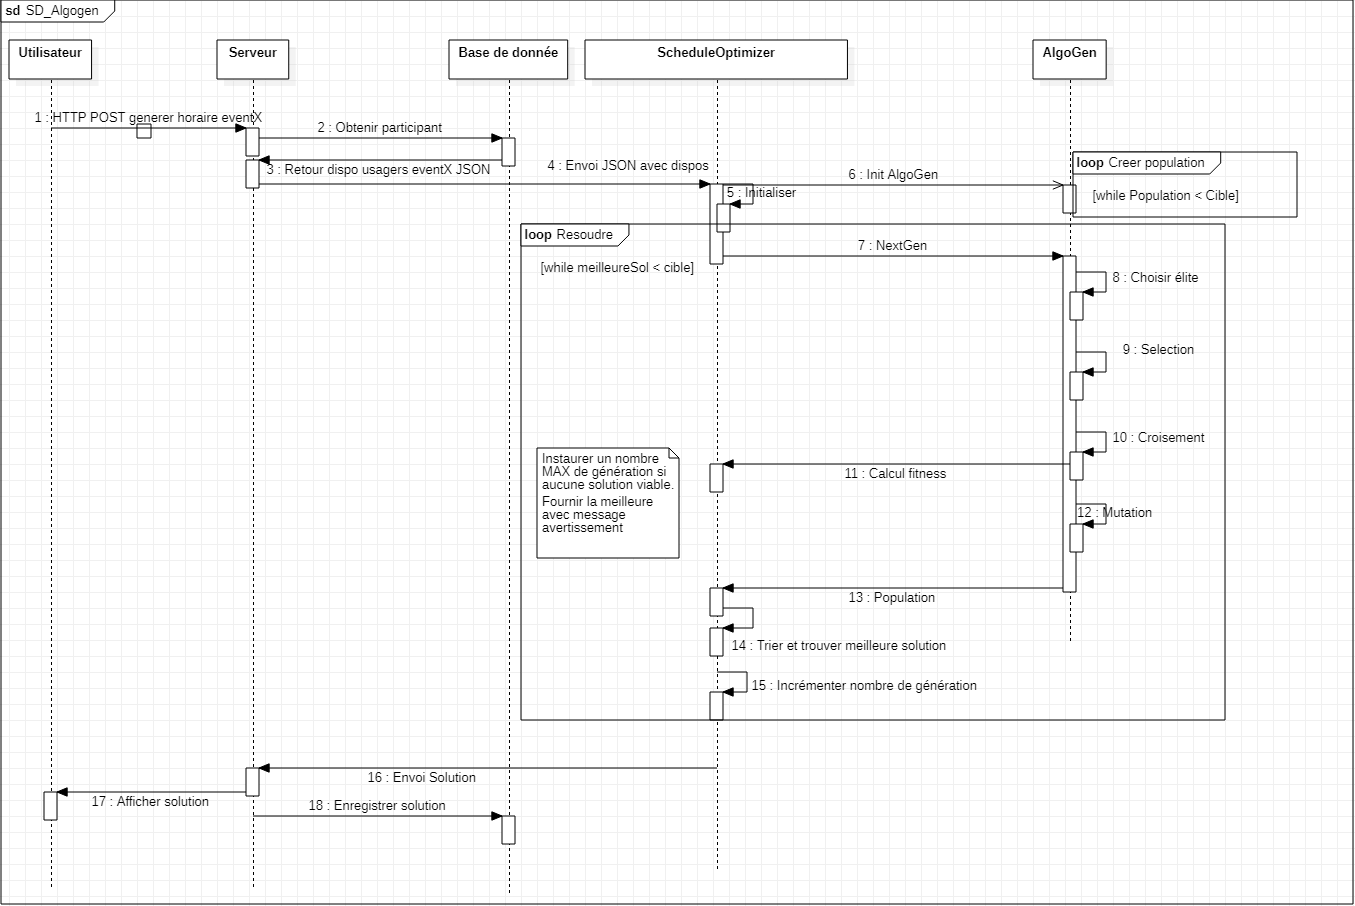 sd SD_Algogen
Utilisateur
Serveur
Base de donnée
ScheduleOptimizer
AlgoGen
1 : HTTP POST generer horaire eventX
2 : Obtenir participant
3 : Retour dispo usagers eventX JSON
4 : Envoi JSON avec dispos
5 : Initialiser
6 : Init AlgoGen
loop Creer population
[while Population < Cible]
loop Resoudre
[while meilleureSol < cible]
7 : NextGen
8 : Choisir élite
9 : Selection
10 : Croisement
Instaurer un nombre
MAX de génération si
aucune solution viable.
Fournir la meilleure
avec message
avertissement
11 : Calcul fitness
12 : Mutation
13 : Population
14 : Trier et trouver meilleure solution
15 : Incrémenter nombre de génération
16 : Envoi Solution
17 : Afficher solution
18 : Enregistrer solution